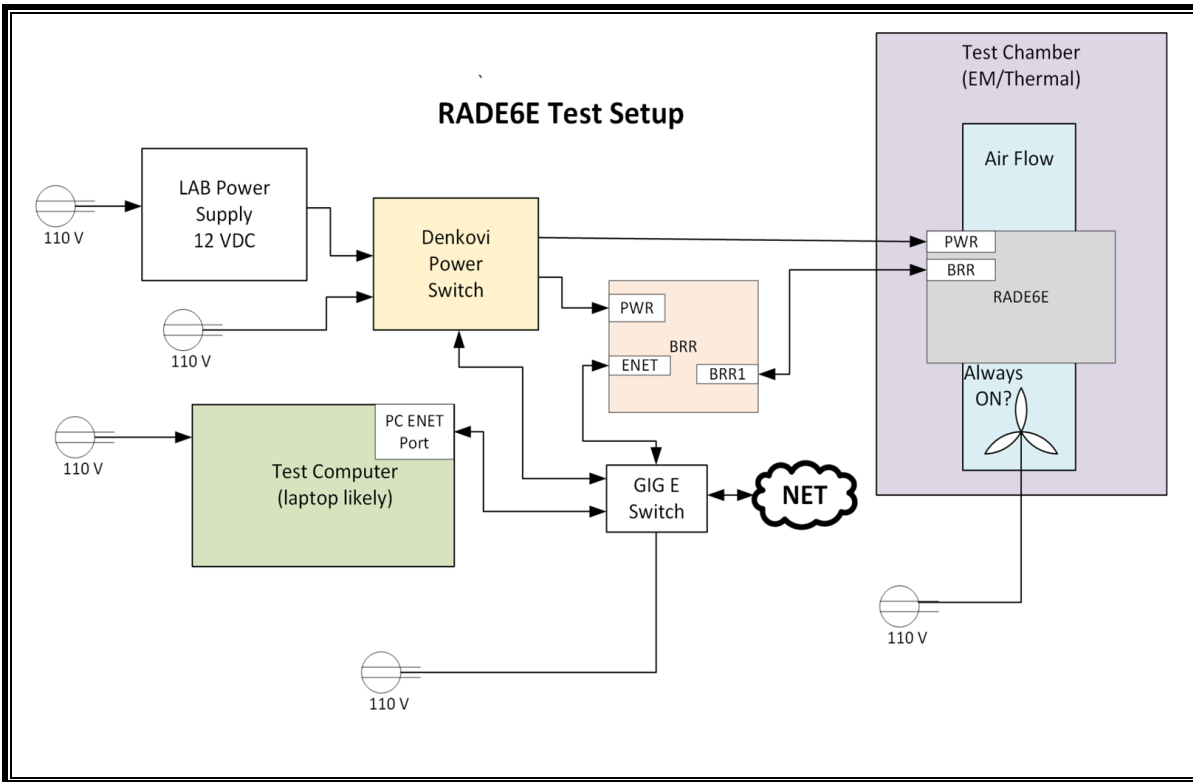 `
RADE6E Test Setup
Test Chamber
(EM/Thermal)
Air Flow
LAB Power
Supply
12 VDC
110 V
Denkovi
Power
Switch
PWR
BRR
RADE6E
110 V
PWR
BRR
ENET
BRR1
Always
ON?
PC ENET
Port
110 V
Test Computer
(laptop likely)
GIG E
Switch
NET
110 V
110 V